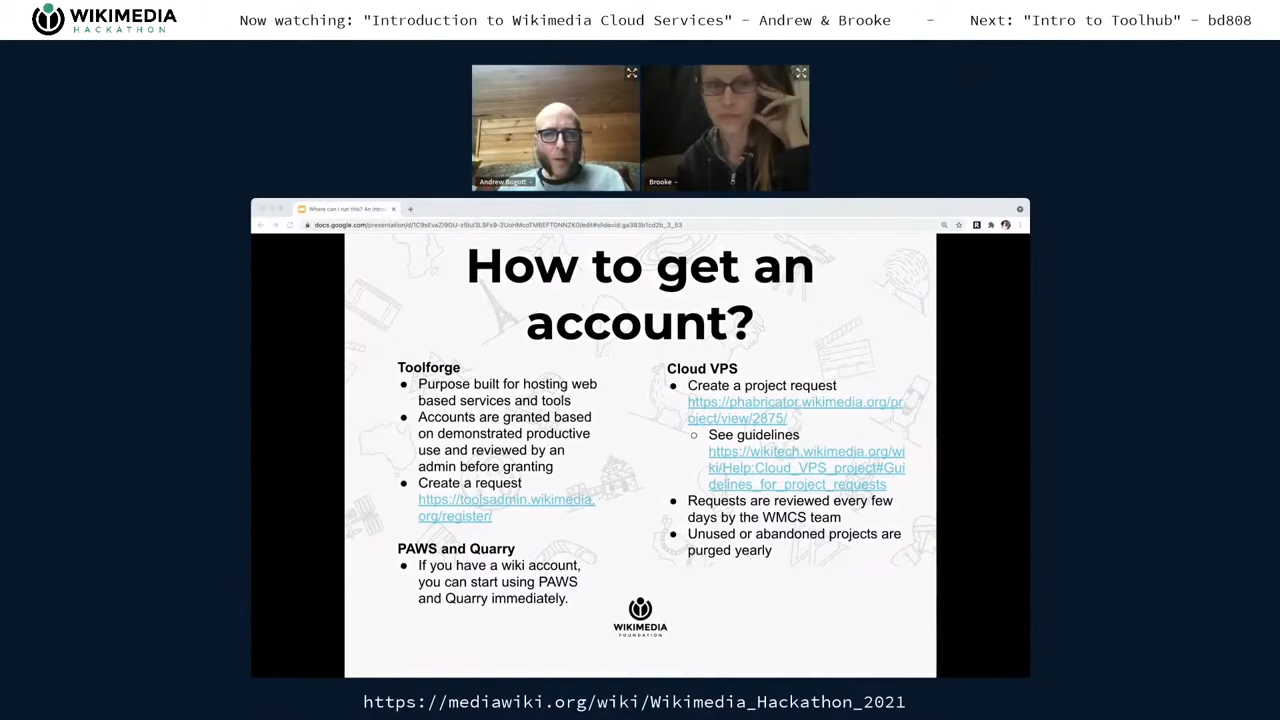 WIKIMEDIA
HACKATHON
Now watching: "Introduction to Wikimedia Cloud Services" - Andrew & Brooke - Next: "Intro to Toolhub" - bd808
Andrew Bogott
Brooke
Where can i run this? An intro
How to get an
account?
Toolforge
● Purpose built for hosting web
based services and tools
● Accounts are granted based
on demonstrated productive
use and reviewed by an
admin before granting
● Create a request
https://toolsadmin.wikimedia.
org/register/
PAWS and Quarry
● If you have a wiki account,
you can start using PAWS
and Quarry immediately.
Cloud VPS
● Create a project request
https://phabricator.wikimedia.org/pr
oject/view/2875/
○ See guidelines
https://wikitech.wikimedia.org/wi
ki/Help:Cloud_VPS_project#Gui
delines_for_project_requests
● Requests are reviewed every few
days by the WMCS team
● Unused or abandoned projects are
purged yearly
WIKIMEDIA
FOUNDATION
https://mediawiki.org/wiki/Wikimedia_Hackathon_2021